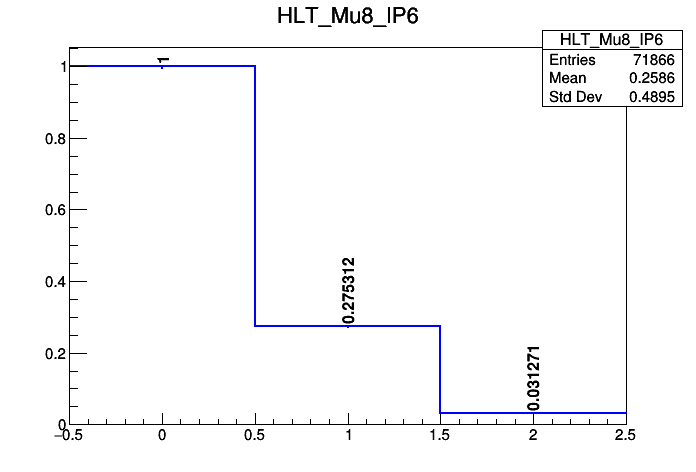 HLT_Mu8_IP6
HLT_Mu8_IP6
Entries 71866
Mean 0.2586
Std Dev 0.4895
1
0.8
0.6
0.4
0.2
0
1
0.275312
0.031271
−0.5 0 0.5 1 1.5 2 2.5